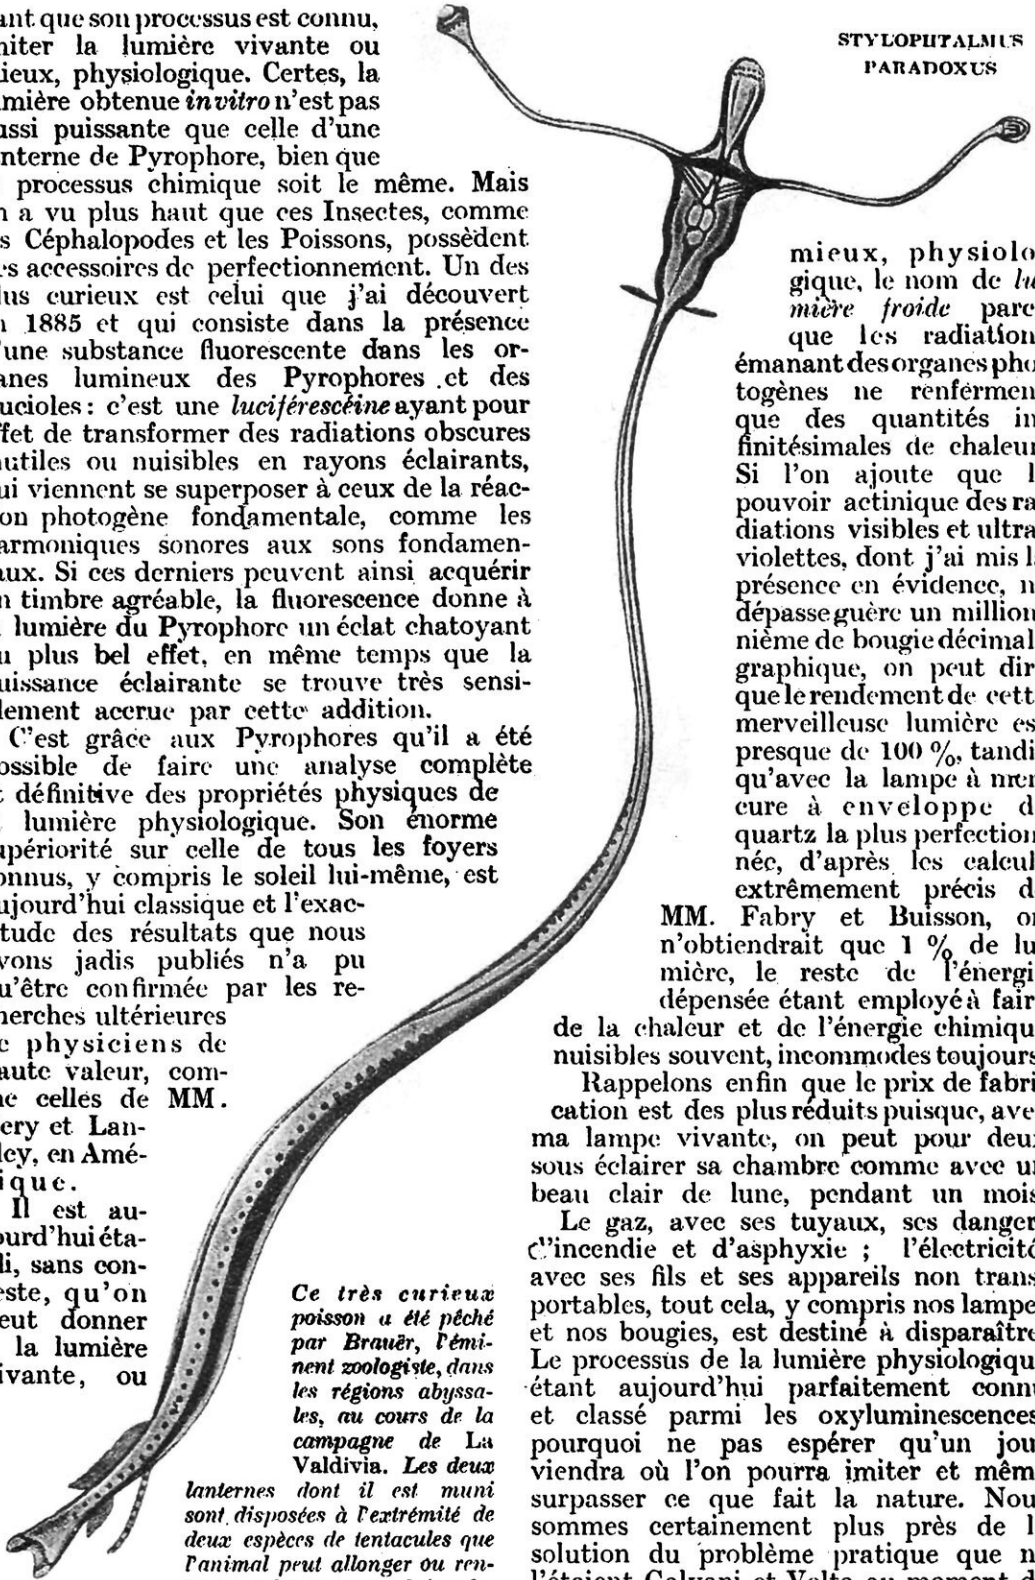 ant que son processus est connu,
niter la lumière vivante ou
ieux, physiologique. Certes, la
mière obtenue in vitro n'est pas
ussi puissante que celle d'une
nterne de Pyrophore, bien que
processus chimique soit le même. Mais
n a vu plus haut que ces Insectes, comme
s Céphalopodes et les Poissons, possèdent
es accessoires de perfectionnement. Un des
lus curieux est celui que j'ai découvert
n 1885 et qui consiste dans la présence
'une substance fluorescente dans les or-
anes lumineux des Pyrophores et des
ucioles : c'est une luciférescéine ayant pour
ffet de transformer des radiations obscures
nutiles ou nuisibles en rayons éclairants,
ui viennent se superposer à ceux de la réac-
on photogène fondamentale, comme les
armoniques sonores aux sons fondamen-
aux. Si ces derniers peuvent ainsi acquérir
n timbre agréable, la fluorescence donne à
lumière du Pyrophore un éclat chatoyant
u plus bel effet, en même temps que la
uissance éclairante se trouve très sensi-
lement accrue par cette addition.
C'est grâce aux Pyrophores qu'il a été
ossible de faire une analyse complète
t définitive des propriétés physiques de
lumière physiologique. Son énorme
upériorité sur celle de tous les foyers
onnus, y compris le soleil lui-même, est
ujourd'hui classique et l'exac-
tude des résultats que nous
vons jadis publiés n'a pu
u'être confirmée par les re-
herches ultérieures
e physiciens de
aute valeur, com-
ne celles de MM.
ery et Lan-
ley, en Amé-
ique.
Il est au-
ourd'hui éta-
li, sans con-
este, qu'on
eut donner
la lumière
ivante, ou
STYLOPHTALMUS
PARADOXUS
mieux, physiolo
gique, le nom de lu
mière froide parc
que les radiation
émanant des organes pho
togènes ne renfermen
que des quantités in
finitésimales de chaleur
Si l'on ajoute que l
pouvoir actinique des ra
diations visibles et ultra
violettes, dont j'ai mis l
présence en évidence, n
dépasse guère un million
nième de bougie décimal
graphique, on peut dir
que le rendement de cett
merveilleuse lumière es
presque de 100 %, tandi
qu'avec la lampe à mer
cure à enveloppe d
quartz la plus perfection
née, d'après les calcul
extrêmement précis d
MM. Fabry et Buisson, on
n'obtiendrait que 1 % de lu
mière, le reste de l'énergi
dépensée étant employé à fair
de la chaleur et de l'énergie chimiqu
nuisibles souvent, incommodes toujours
Rappelons enfin que le prix de fabri
cation est des plus réduits puisque, ave
ma lampe vivante, on peut pour deux
sous éclairer sa chambre comme avec un
beau clair de lune, pendant un mois
Le gaz, avec ses tuyaux, ses danger
d'incendie et d'asphyxie ; l'électricité
avec ses fils et ses appareils non trans
portables, tout cela, y compris nos lampe
et nos bougies, est destiné à disparaître
Le processus de la lumière physiologiqu
étant aujourd'hui parfaitement connu
et classé parmi les oxyluminescences
pourquoi ne pas espérer qu'un jou
viendra où l'on pourra imiter et mêm
surpasser ce que fait la nature. Nou
sommes certainement plus près de l
solution du problème pratique que n
l'étaient Galvani et Volta au moment d
Ce très curieux
poisson a été pêché
par Brauër, l'émi-
nent zoologiste, dans
les régions abyssa-
les, au cours de la
campagne de La
Valdivia. Les deux
lanternes dont il est muni
sont disposées à l'extrémité de
deux espèces de tentacules que
l'animal peut allonger ou ren-